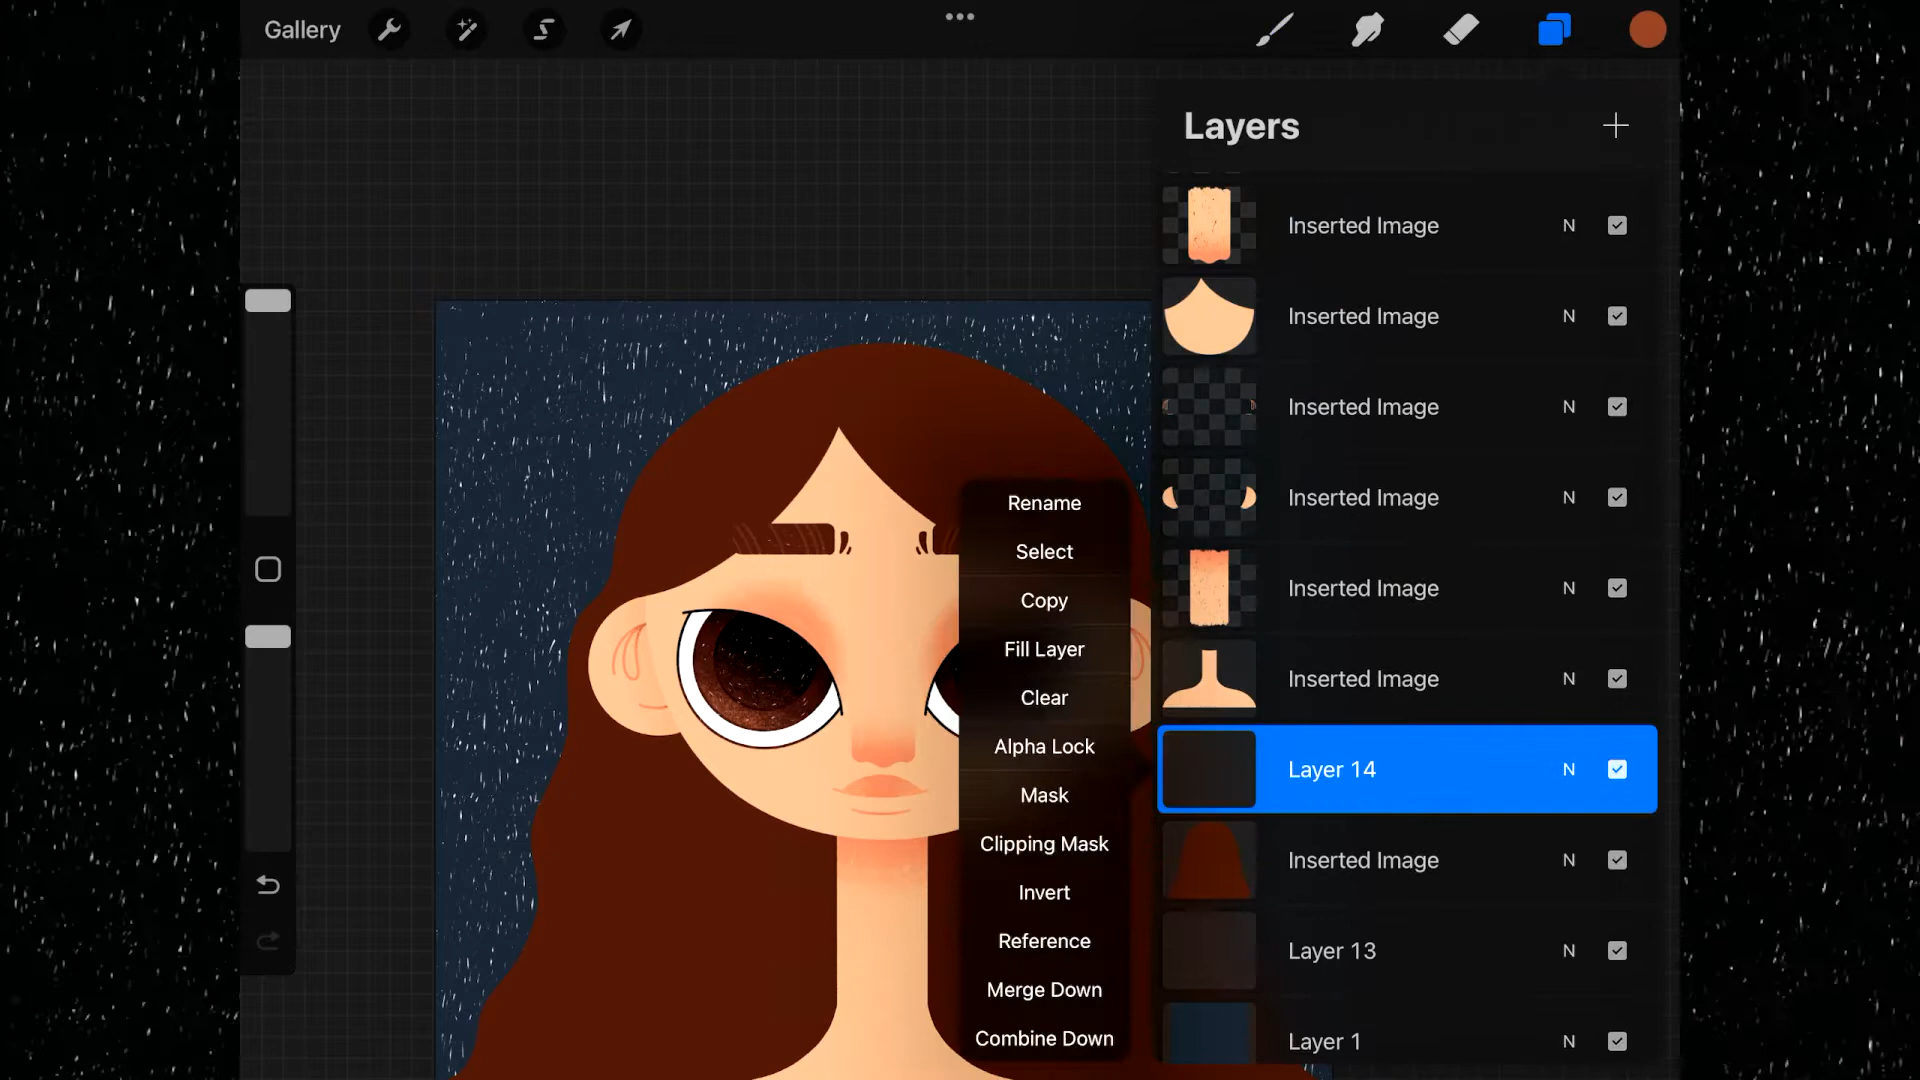 Gallery
Layers
Inserted Image N
Inserted Image N
Inserted Image N
Inserted Image N
Inserted Image N
Inserted Image N
Layer 14 N
Inserted Image N
Layer 13 N
Layer 1 N
Rename
Select
Copy
Fill Layer
Clear
Alpha Lock
Mask
Clipping Mask
Invert
Reference
Merge Down
Combine Down